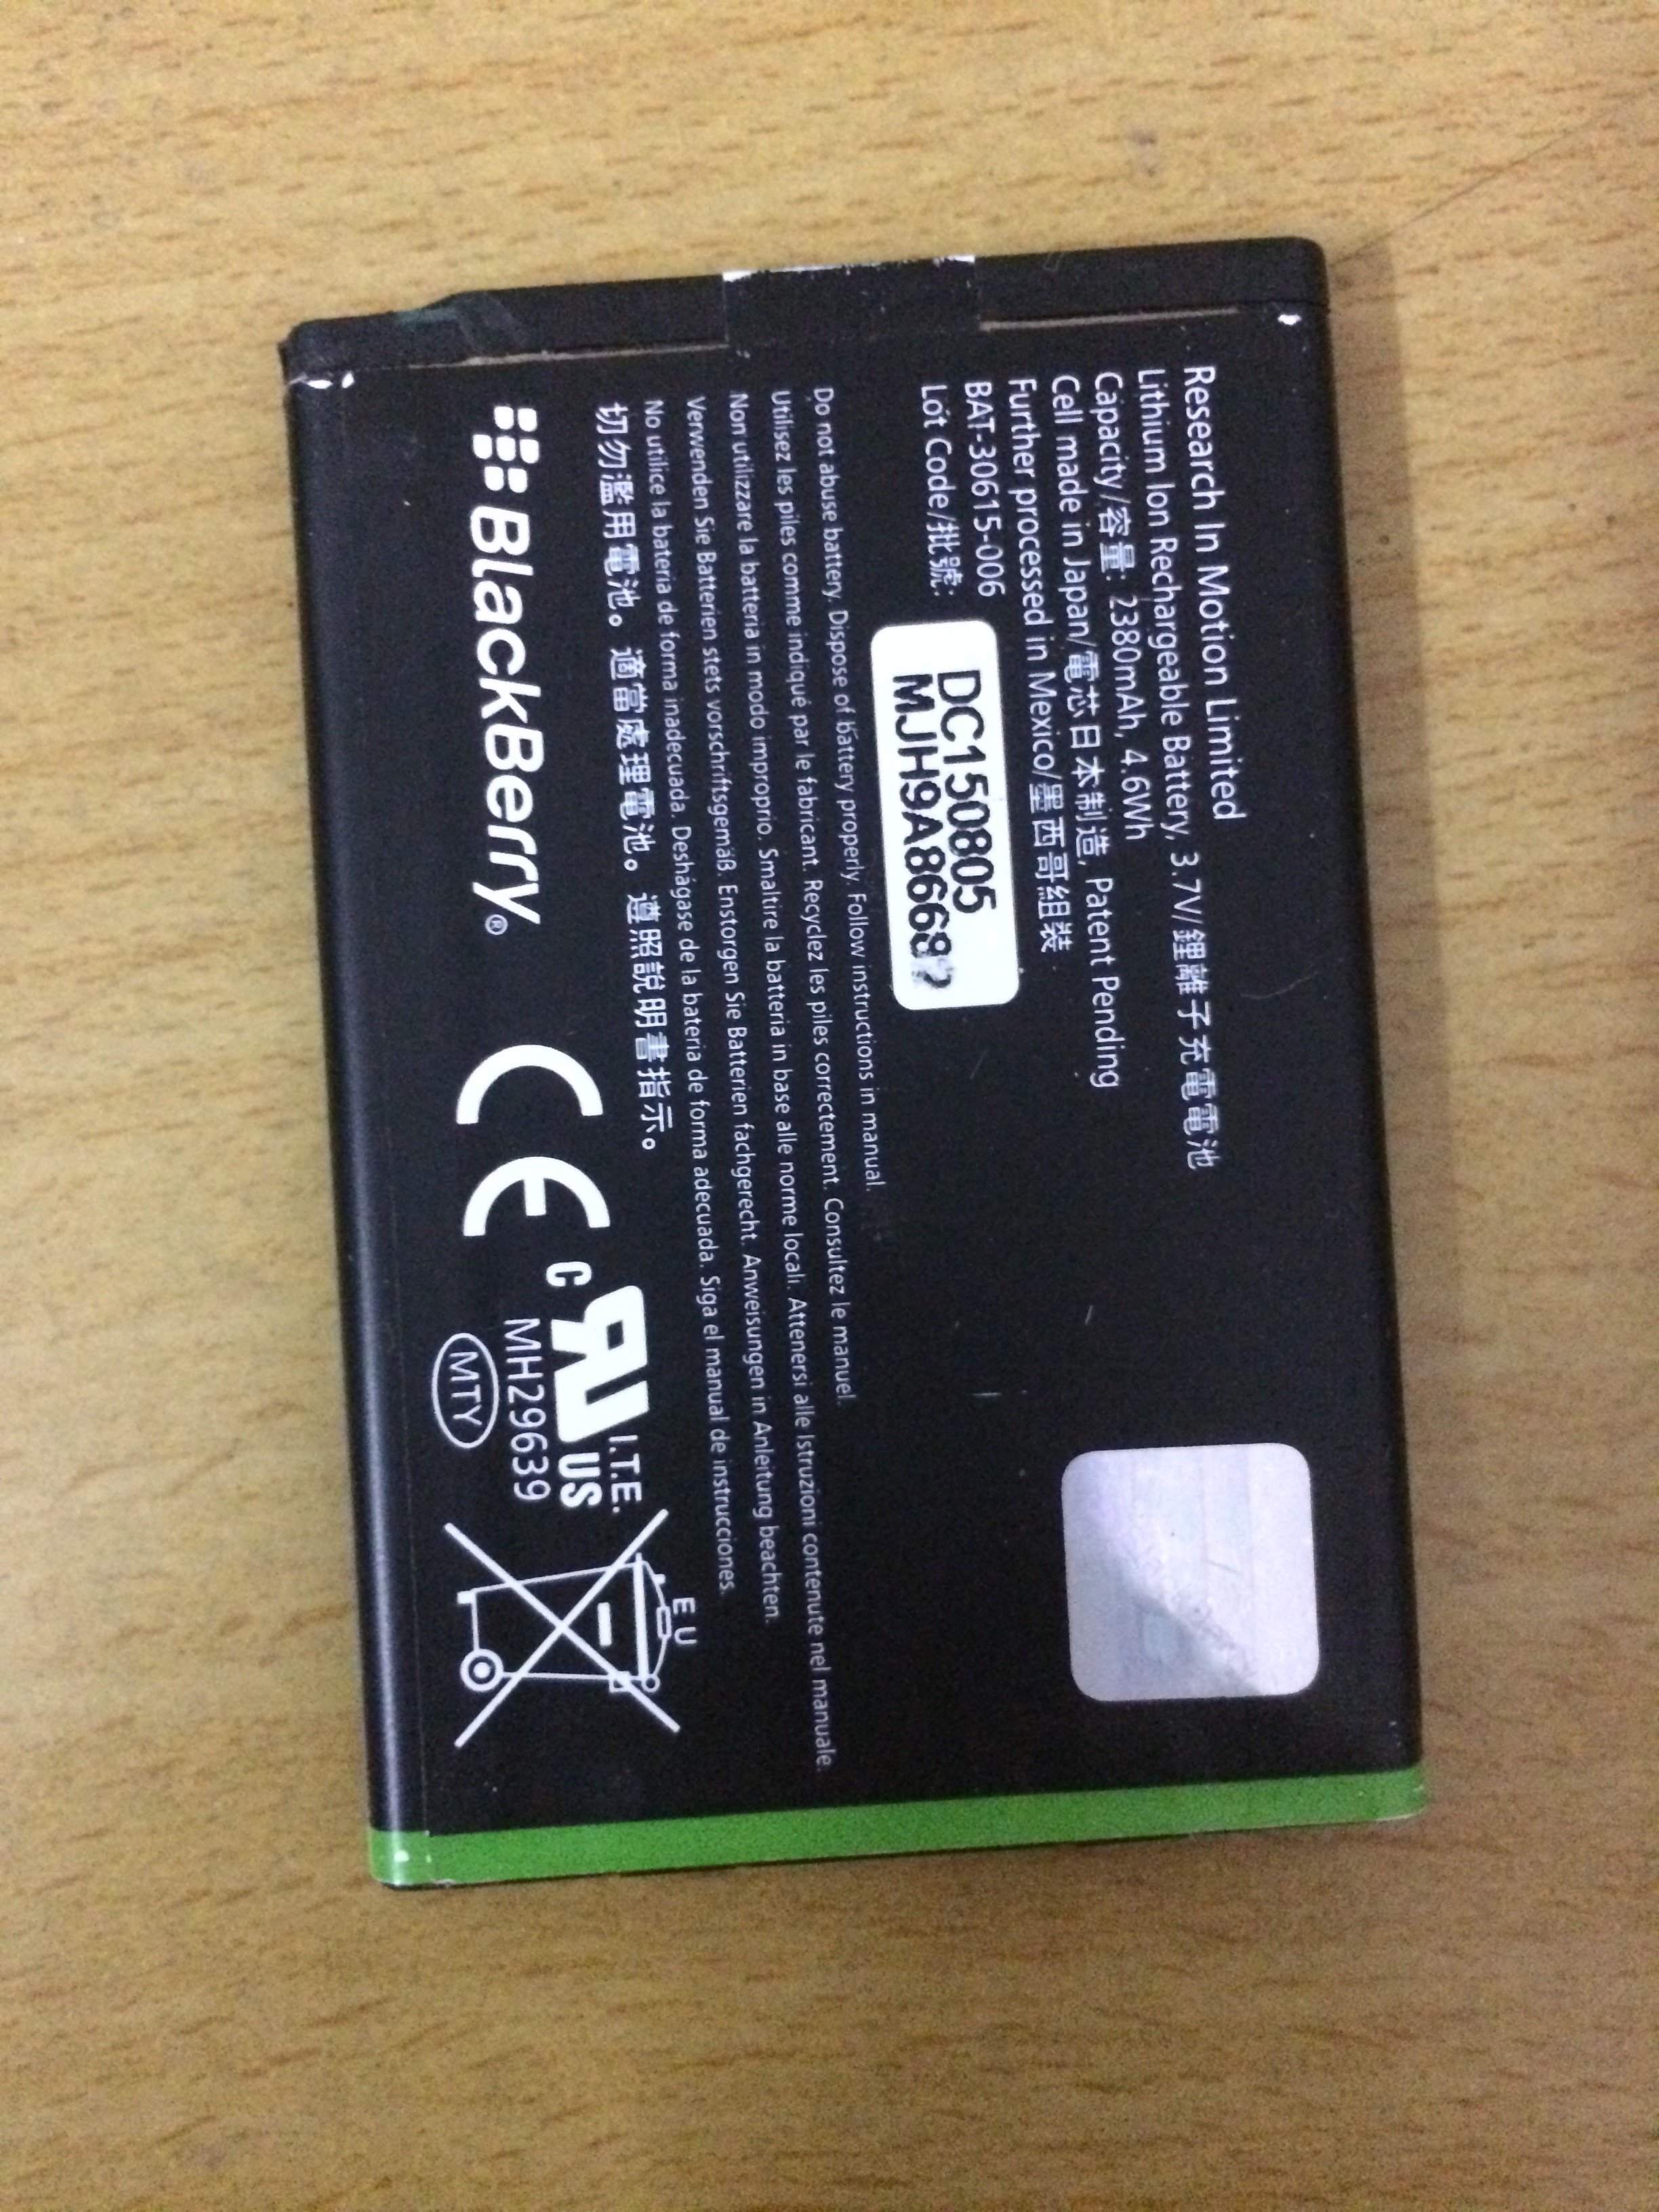 Research In Motion Limited
Lithium Ion Rechargeable Battery, 3.7V/鋰離子充電電池
Capacity/容量: 2380mAh, 4.6Wh
Cell made in Japan/電芯日本制造, Patent Pending
Further processed in Mexico/墨西哥組裝
BAT-30615-006
Lot Code/批號:
DC150805
Do not abuse battery. Dispose of battery properly. Follow instructions in manual.
Utilisez les piles comme indiqué par le fabricant. Recyclez les piles correctement. Consultez le manuel.
Non utilizzare la batteria in modo improprio. Smaltire la batteria in base alle norme locali. Attenersi alle Istruzioni contenute nel manuale.
Verwenden Sie Batterien stets vorschriftsgemäß. Enstorgen Sie Batterien fachgerecht. Anweisungen in Anleitung beachten.
No utilice la bateria de forma inadecuada. Deshágase de la bateria de forma adecuada. Siga el manual de instrucciones.
切勿濫用電池。適當處理電池。遵照說明書指示。
BlackBerry®
CE
c RU US
I.T.E.
MH29639
MTY
EU